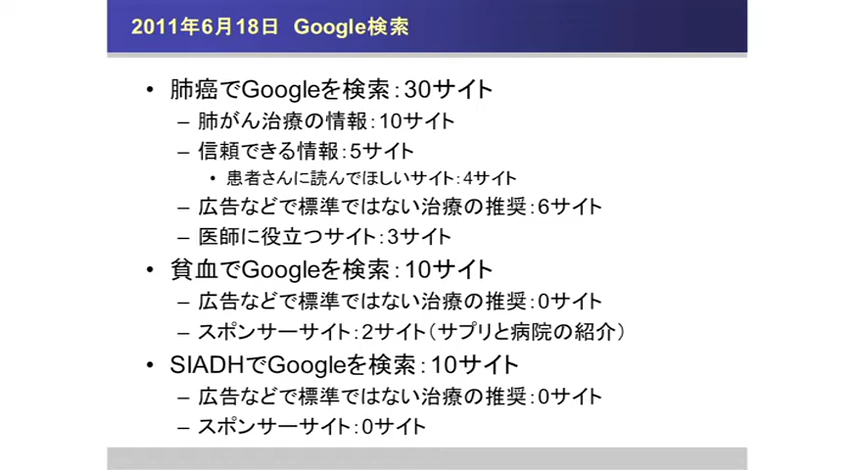 2011年6月18日 Google検索
• 肺癌でGoogleを検索：30サイト
– 肺がん治療の情報：10サイト
– 信頼できる情報：5サイト
• 患者さんに読んでほしいサイト：4サイト
– 広告などで標準ではない治療の推奨：6サイト
– 医師に役立つサイト：3サイト
• 貧血でGoogleを検索：10サイト
– 広告などで標準ではない治療の推奨：0サイト
– スポンサーサイト：2サイト（サプリと病院の紹介）
• SIADHでGoogleを検索：10サイト
– 広告などで標準ではない治療の推奨：0サイト
– スポンサーサイト：0サイト